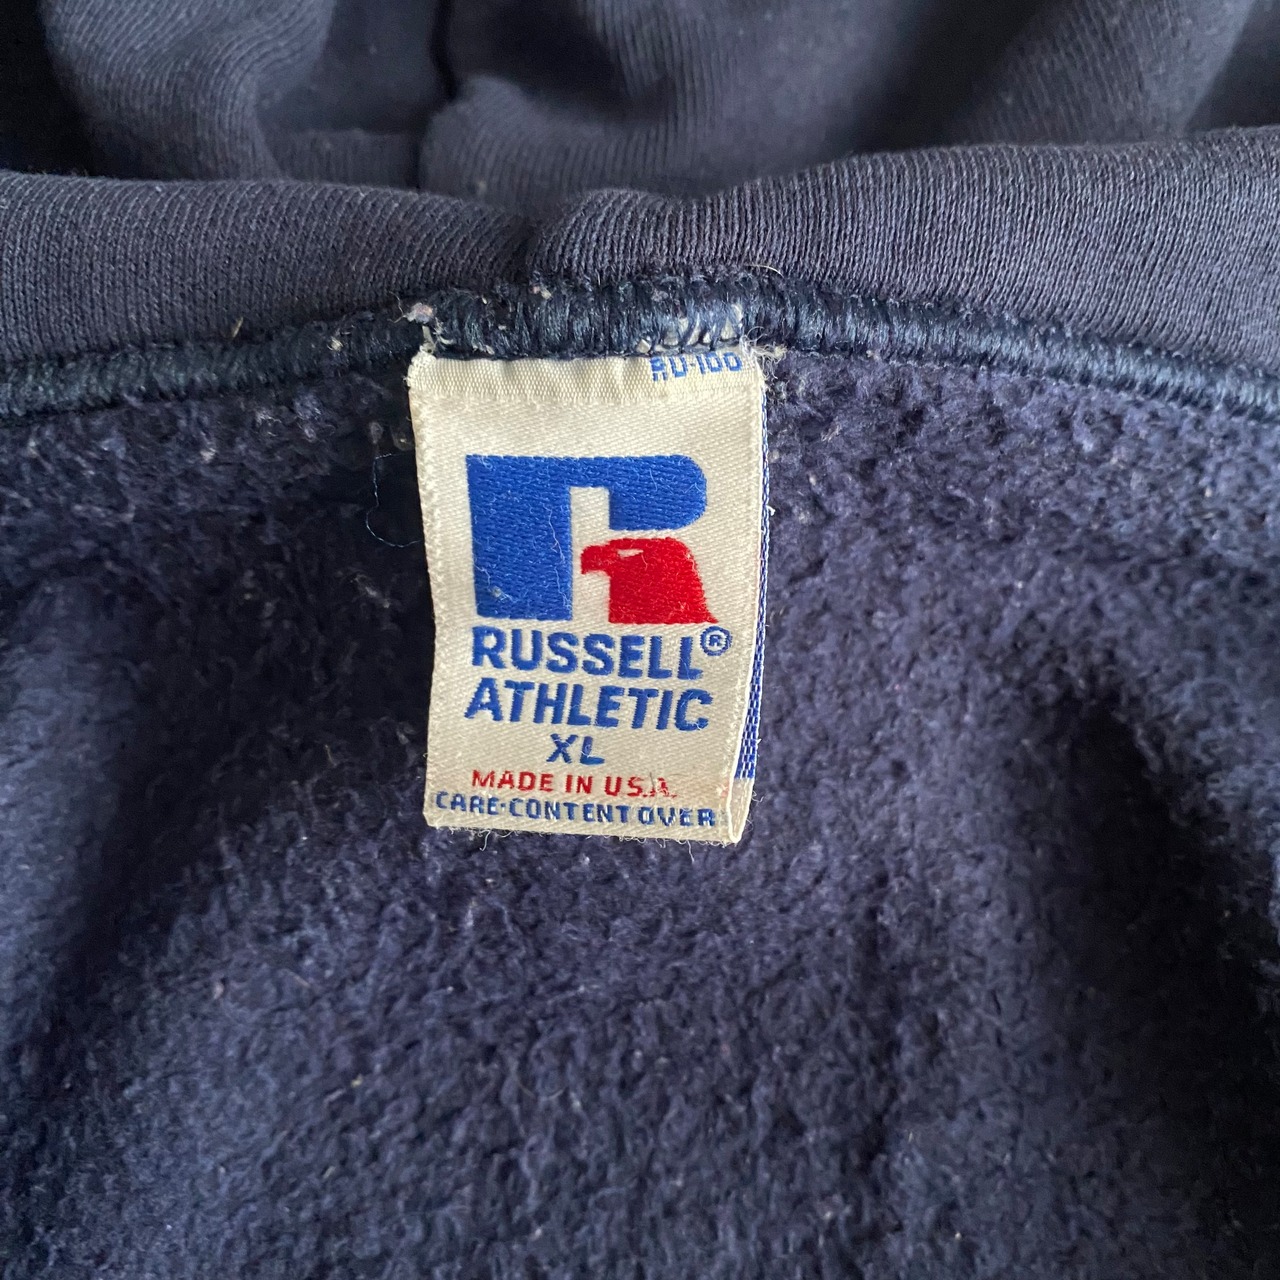 RU-100
RUSSELL®
ATHLETIC
XL
MADE IN U.S.A.
CARE·CONTENT OVER